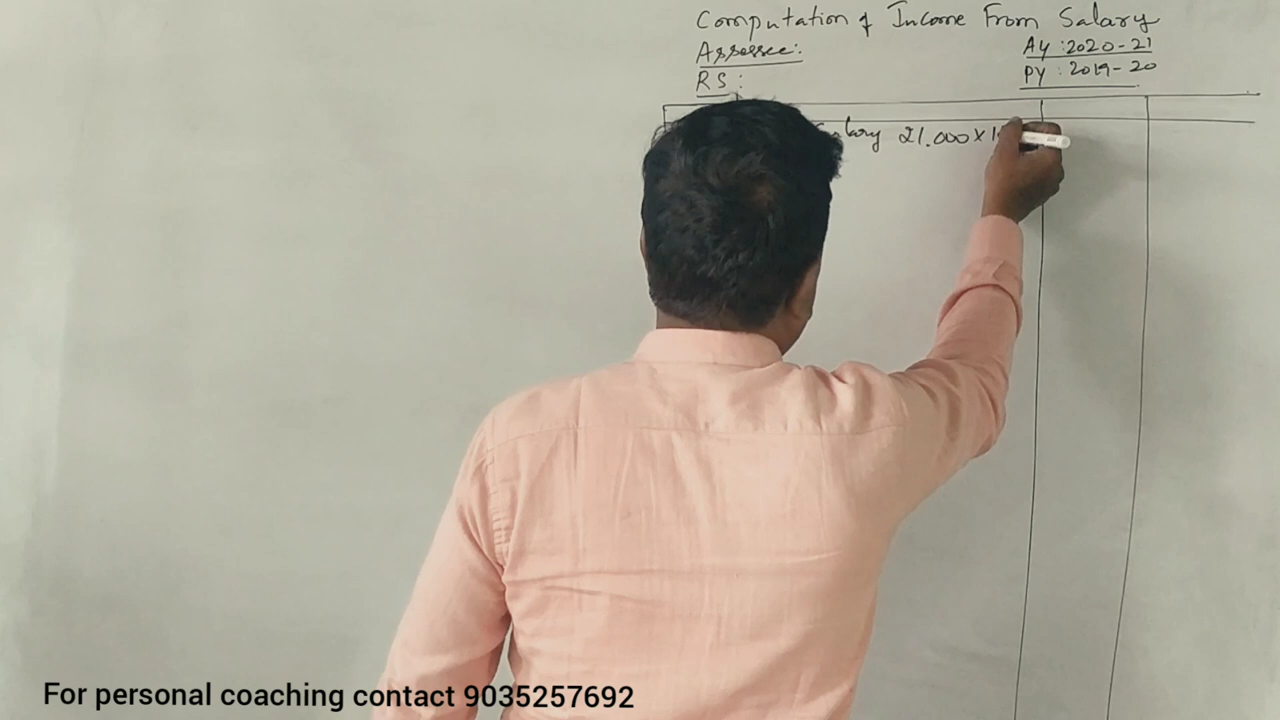 Computation of Income From Salary
Assessee:
AY : 2020-21
RS :
PY : 2019-20
Salary 21,000 x
For personal coaching contact 9035257692